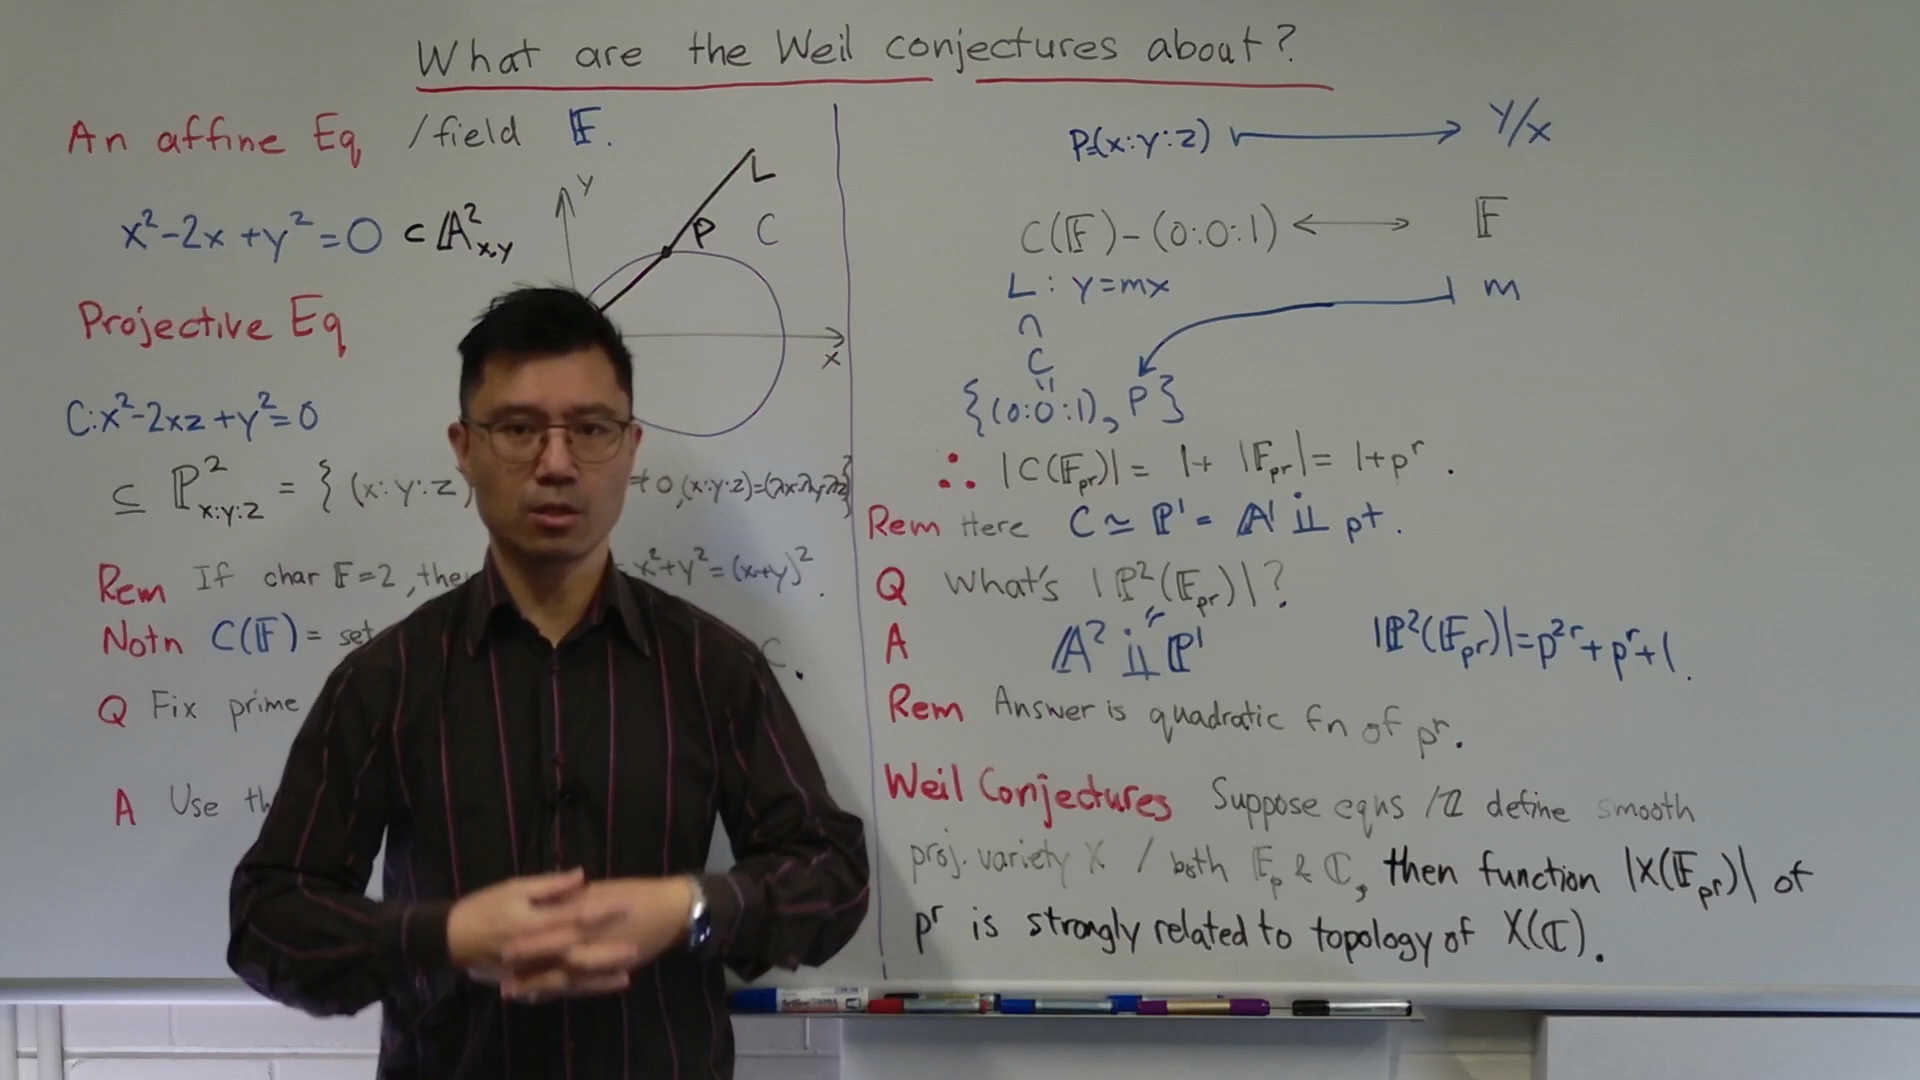 What are the Weil conjectures about?
An affine Eq /field 𝔽.
x²-2x+y²=0 ⊂ 𝔸²x,y
y
L
P
C
x
Projective Eq
C:x²-2xz+y²=0
⊆ ℙ²x:y:z = { (x:y:z) ≠0,(x:y:z)=(λx:λy:λz}
Rem If char 𝔽=2, then x²+y²=(x+y)².
Notn C(𝔽) = set C.
Q Fix prime
A Use
P=(x:y:z) ↦ y/x
C(𝔽)-(0:0:1) ↔ 𝔽
L: y=mx m
∩
C
=
{(0:0:1), P}
∴ |C(𝔽pʳ)| = 1+ |𝔽pʳ|= 1+pʳ.
Rem Here C≃ℙ¹= 𝔸¹ ⨿ pt.
Q What's |ℙ²(𝔽pʳ)|?
A 𝔸² ⨿ ℙ¹ |ℙ²(𝔽pʳ)|=p²ʳ+pʳ+1.
Rem Answer is quadratic fn of pʳ.
Weil Conjectures Suppose eqns /ℤ define smooth
proj. variety X / both 𝔽p & ℂ, then function |X(𝔽pʳ)| of
pʳ is strongly related to topology of X(ℂ).